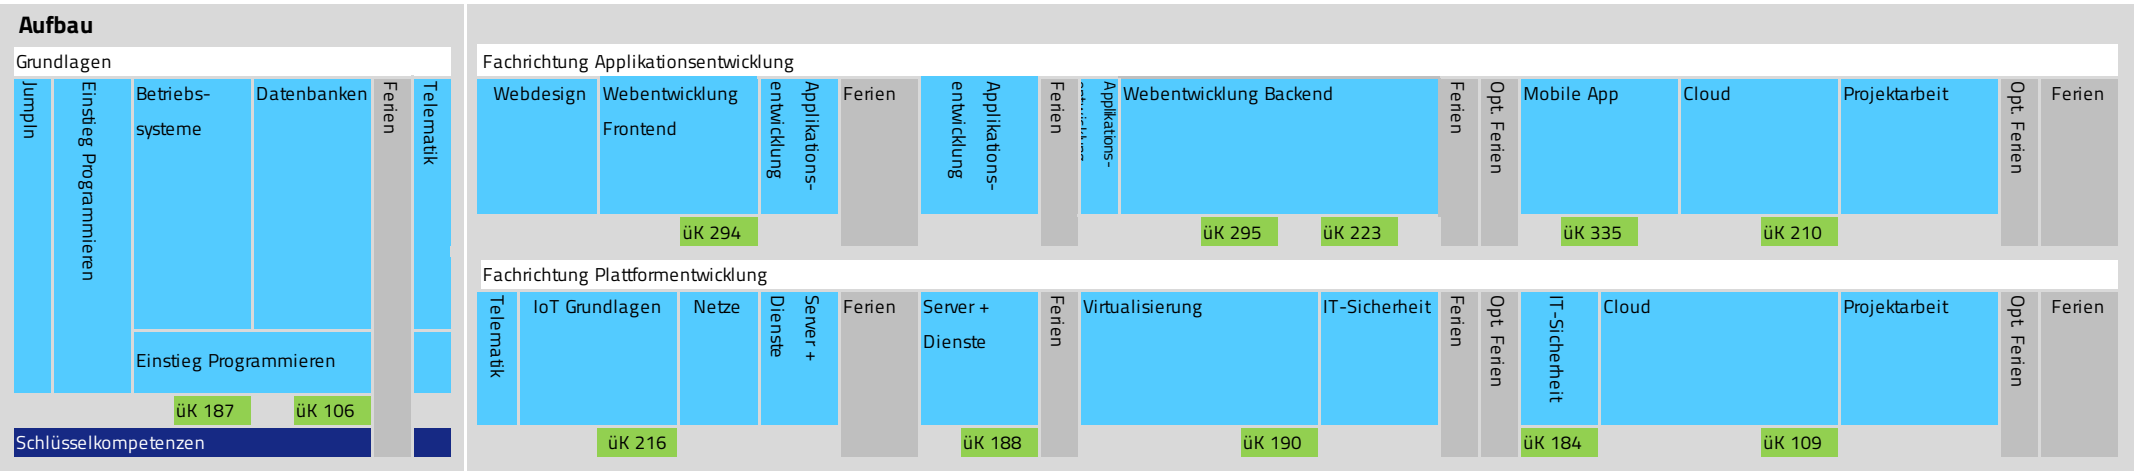 Aufbau
Grundlagen
JumpIn
Einstieg Programmieren
Betriebs-
systeme
Datenbanken
Ferien
Telematik
Einstieg Programmieren
üK 187
üK 106
Schlüsselkompetenzen
Fachrichtung Applikationsentwicklung
Webdesign
Webentwicklung
Frontend
Applikations-
entwicklung
Ferien
Applikations-
entwicklung
Ferien
Applikations-
entwicklung
Webentwicklung Backend
Ferien
Opt. Ferien
Mobile App
Cloud
Projektarbeit
Opt. Ferien
Ferien
üK 294
üK 295
üK 223
üK 335
üK 210
Fachrichtung Plattformentwicklung
Telematik
IoT Grundlagen
Netze
Server +
Dienste
Ferien
Server +
Dienste
Ferien
Virtualisierung
IT-Sicherheit
Ferien
Opt Ferien
IT-Sicherheit
Cloud
Projektarbeit
Opt Ferien
Ferien
üK 216
üK 188
üK 190
üK 184
üK 109